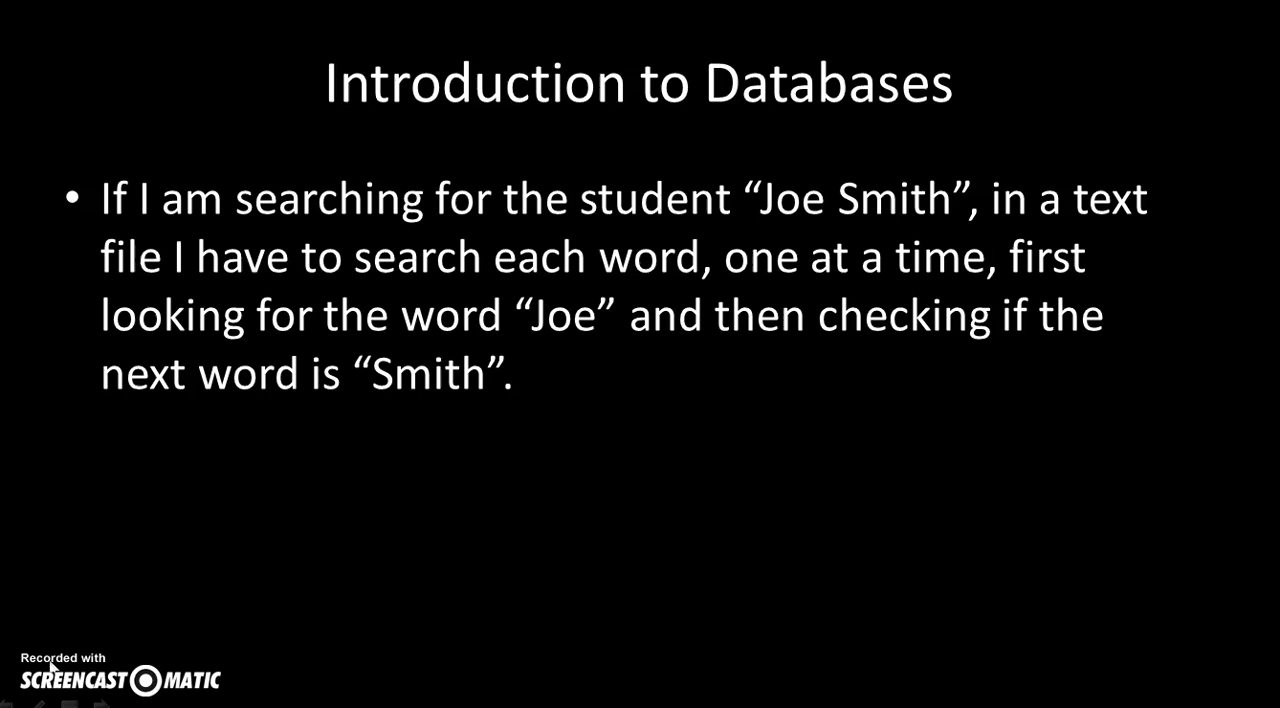 Introduction to Databases
• If I am searching for the student “Joe Smith”, in a text
file I have to search each word, one at a time, first
looking for the word “Joe” and then checking if the
next word is “Smith”.
Recorded with
SCREENCAST MATIC